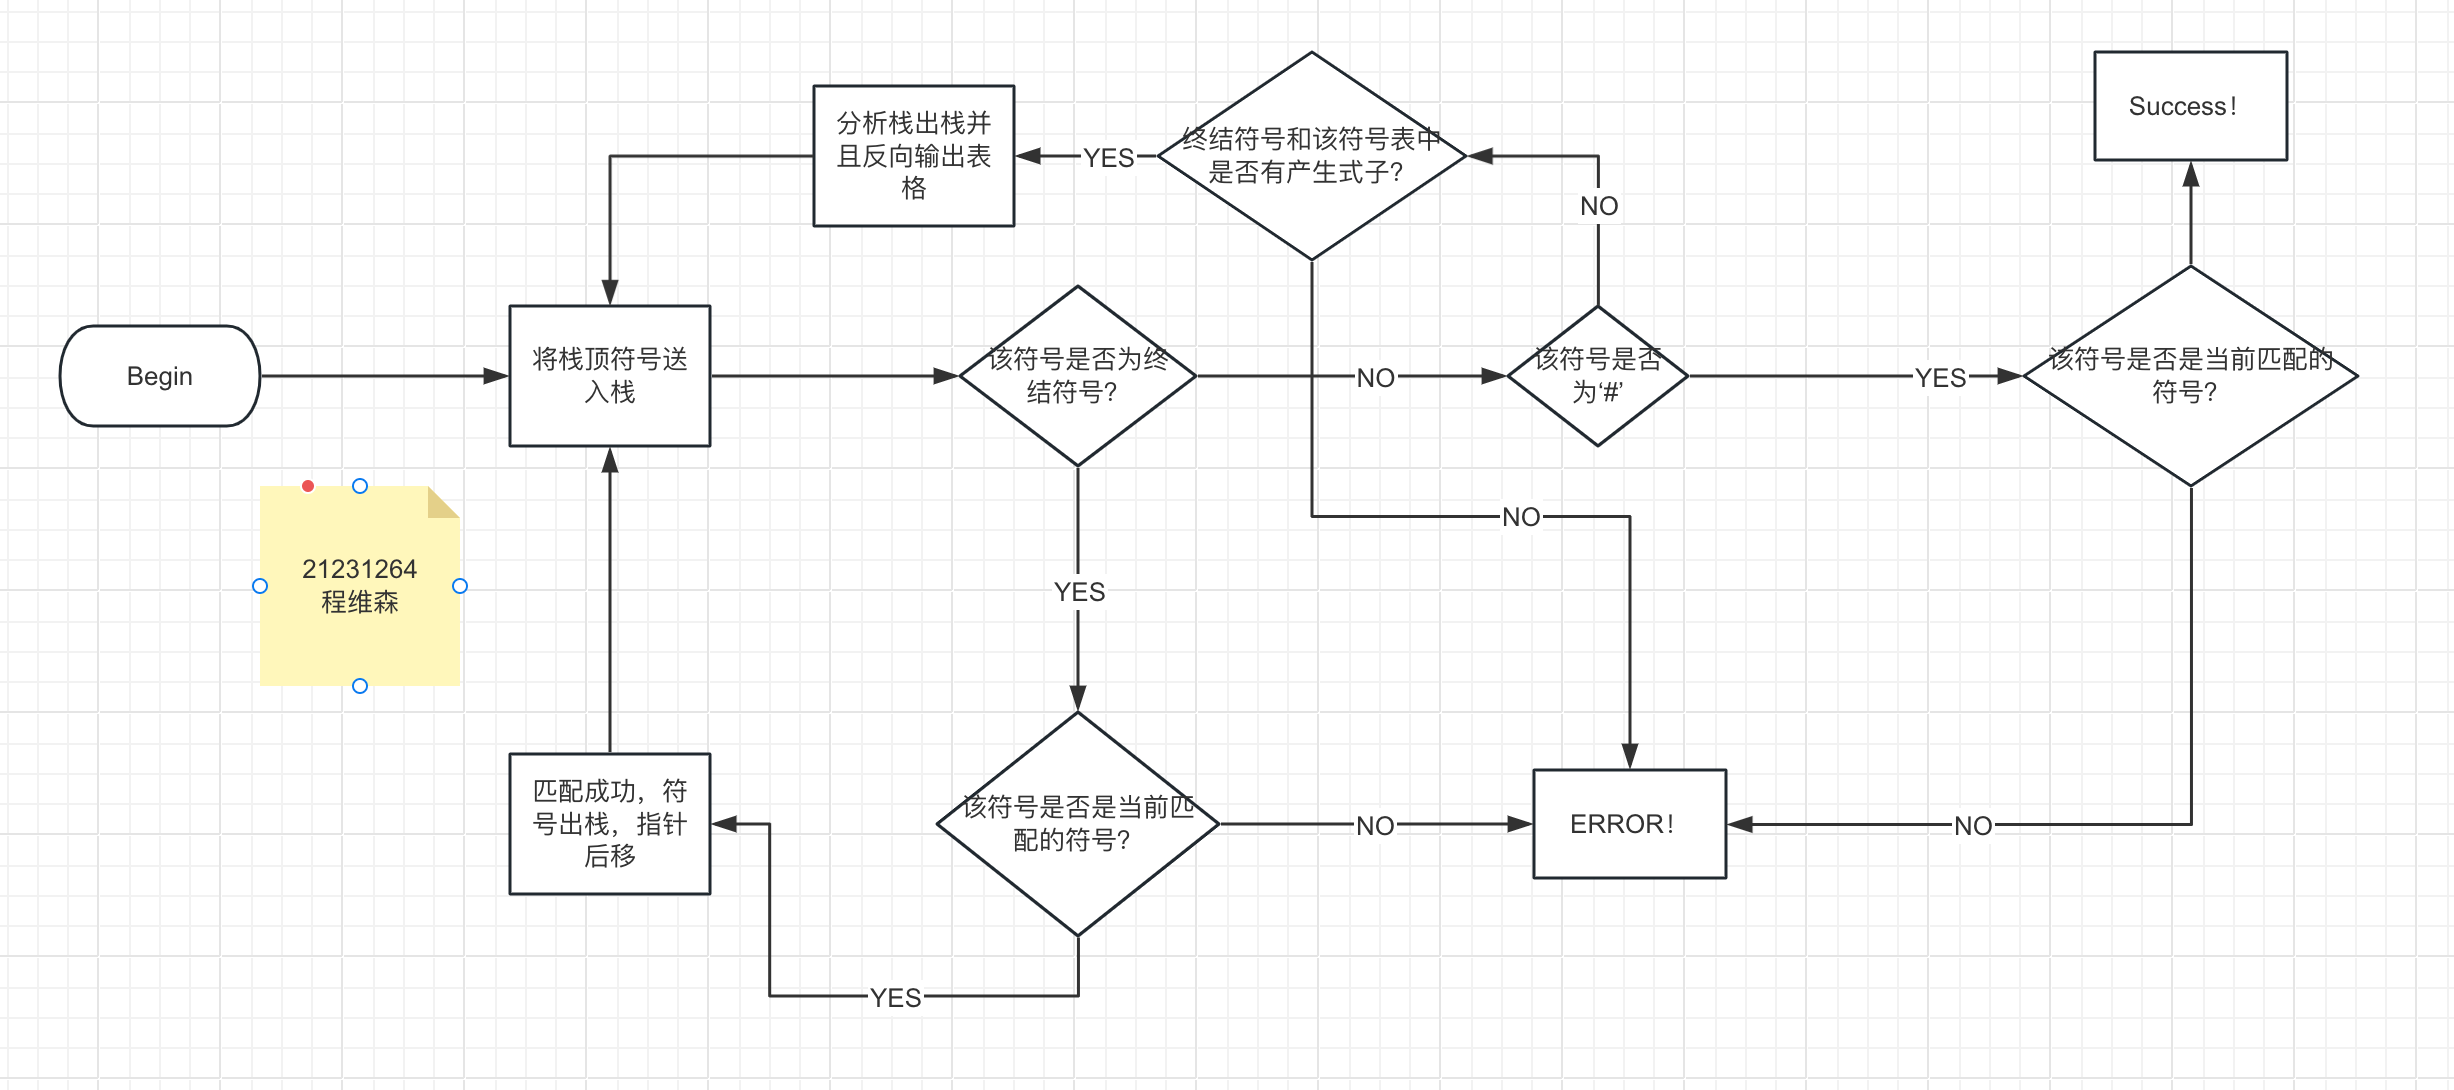 Success！
分析栈出栈并
且反向输出表
格
YES
终结符号和该符号表中
是否有产生式子？
NO
Begin
将栈顶符号送
入栈
该符号是否为终
结符号？
NO
该符号是否
为‘#’
YES
该符号是否是当前匹配的
符号？
NO
21231264
程维森
YES
匹配成功，符
号出栈，指针
后移
该符号是否是当前匹
配的符号？
NO
ERROR！
NO
YES